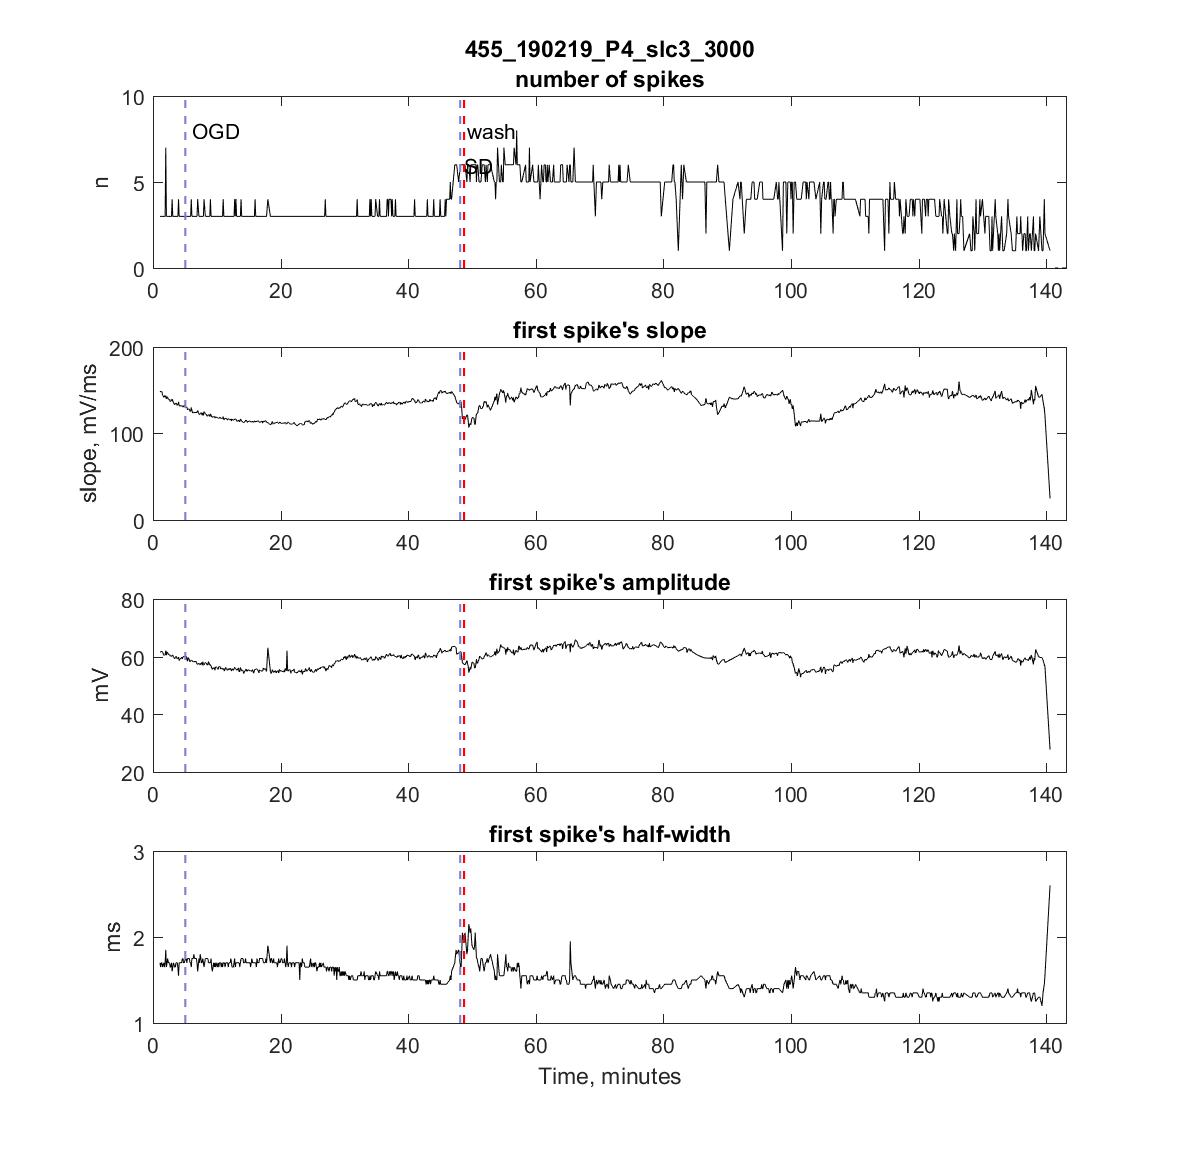 455_190219_P4_slc3_3000
number of spikes
10
OGD
wash
SD
5
n
0
0 20 40 60 80 100 120 140
first spike's slope
200
slope, mV/ms
100
0
0 20 40 60 80 100 120 140
first spike's amplitude
80
60
mV
40
20
0 20 40 60 80 100 120 140
first spike's half-width
3
ms
2
1
0 20 40 60 80 100 120 140
Time, minutes